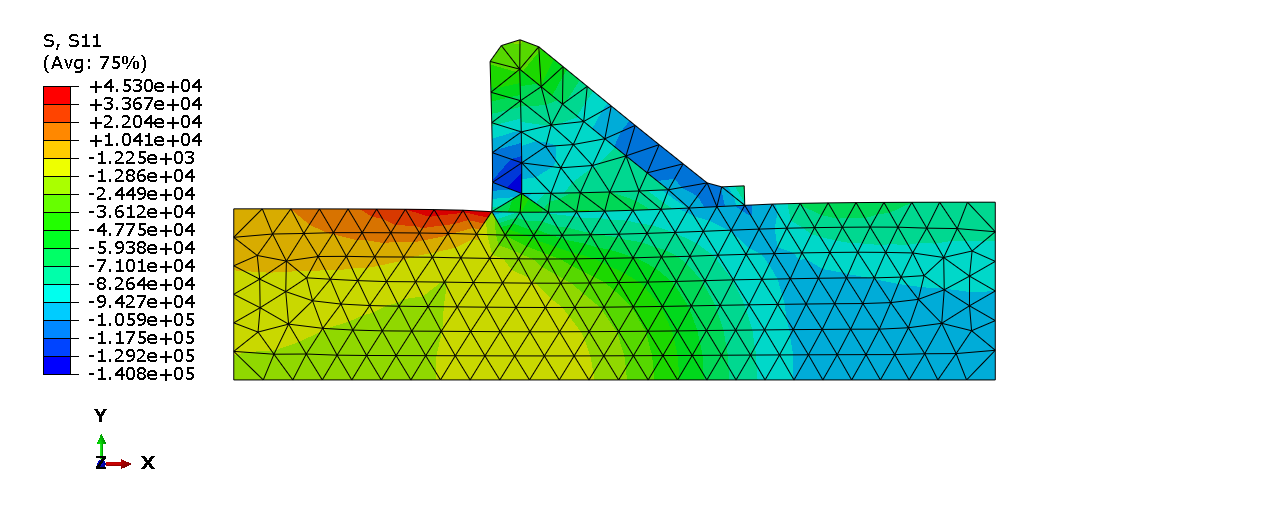 S, S11
(Avg: 75%)
+4.530e+04
+3.367e+04
+2.204e+04
+1.041e+04
-1.225e+03
-1.286e+04
-2.449e+04
-3.612e+04
-4.775e+04
-5.938e+04
-7.101e+04
-8.264e+04
-9.427e+04
-1.059e+05
-1.175e+05
-1.292e+05
-1.408e+05
Y
Z X